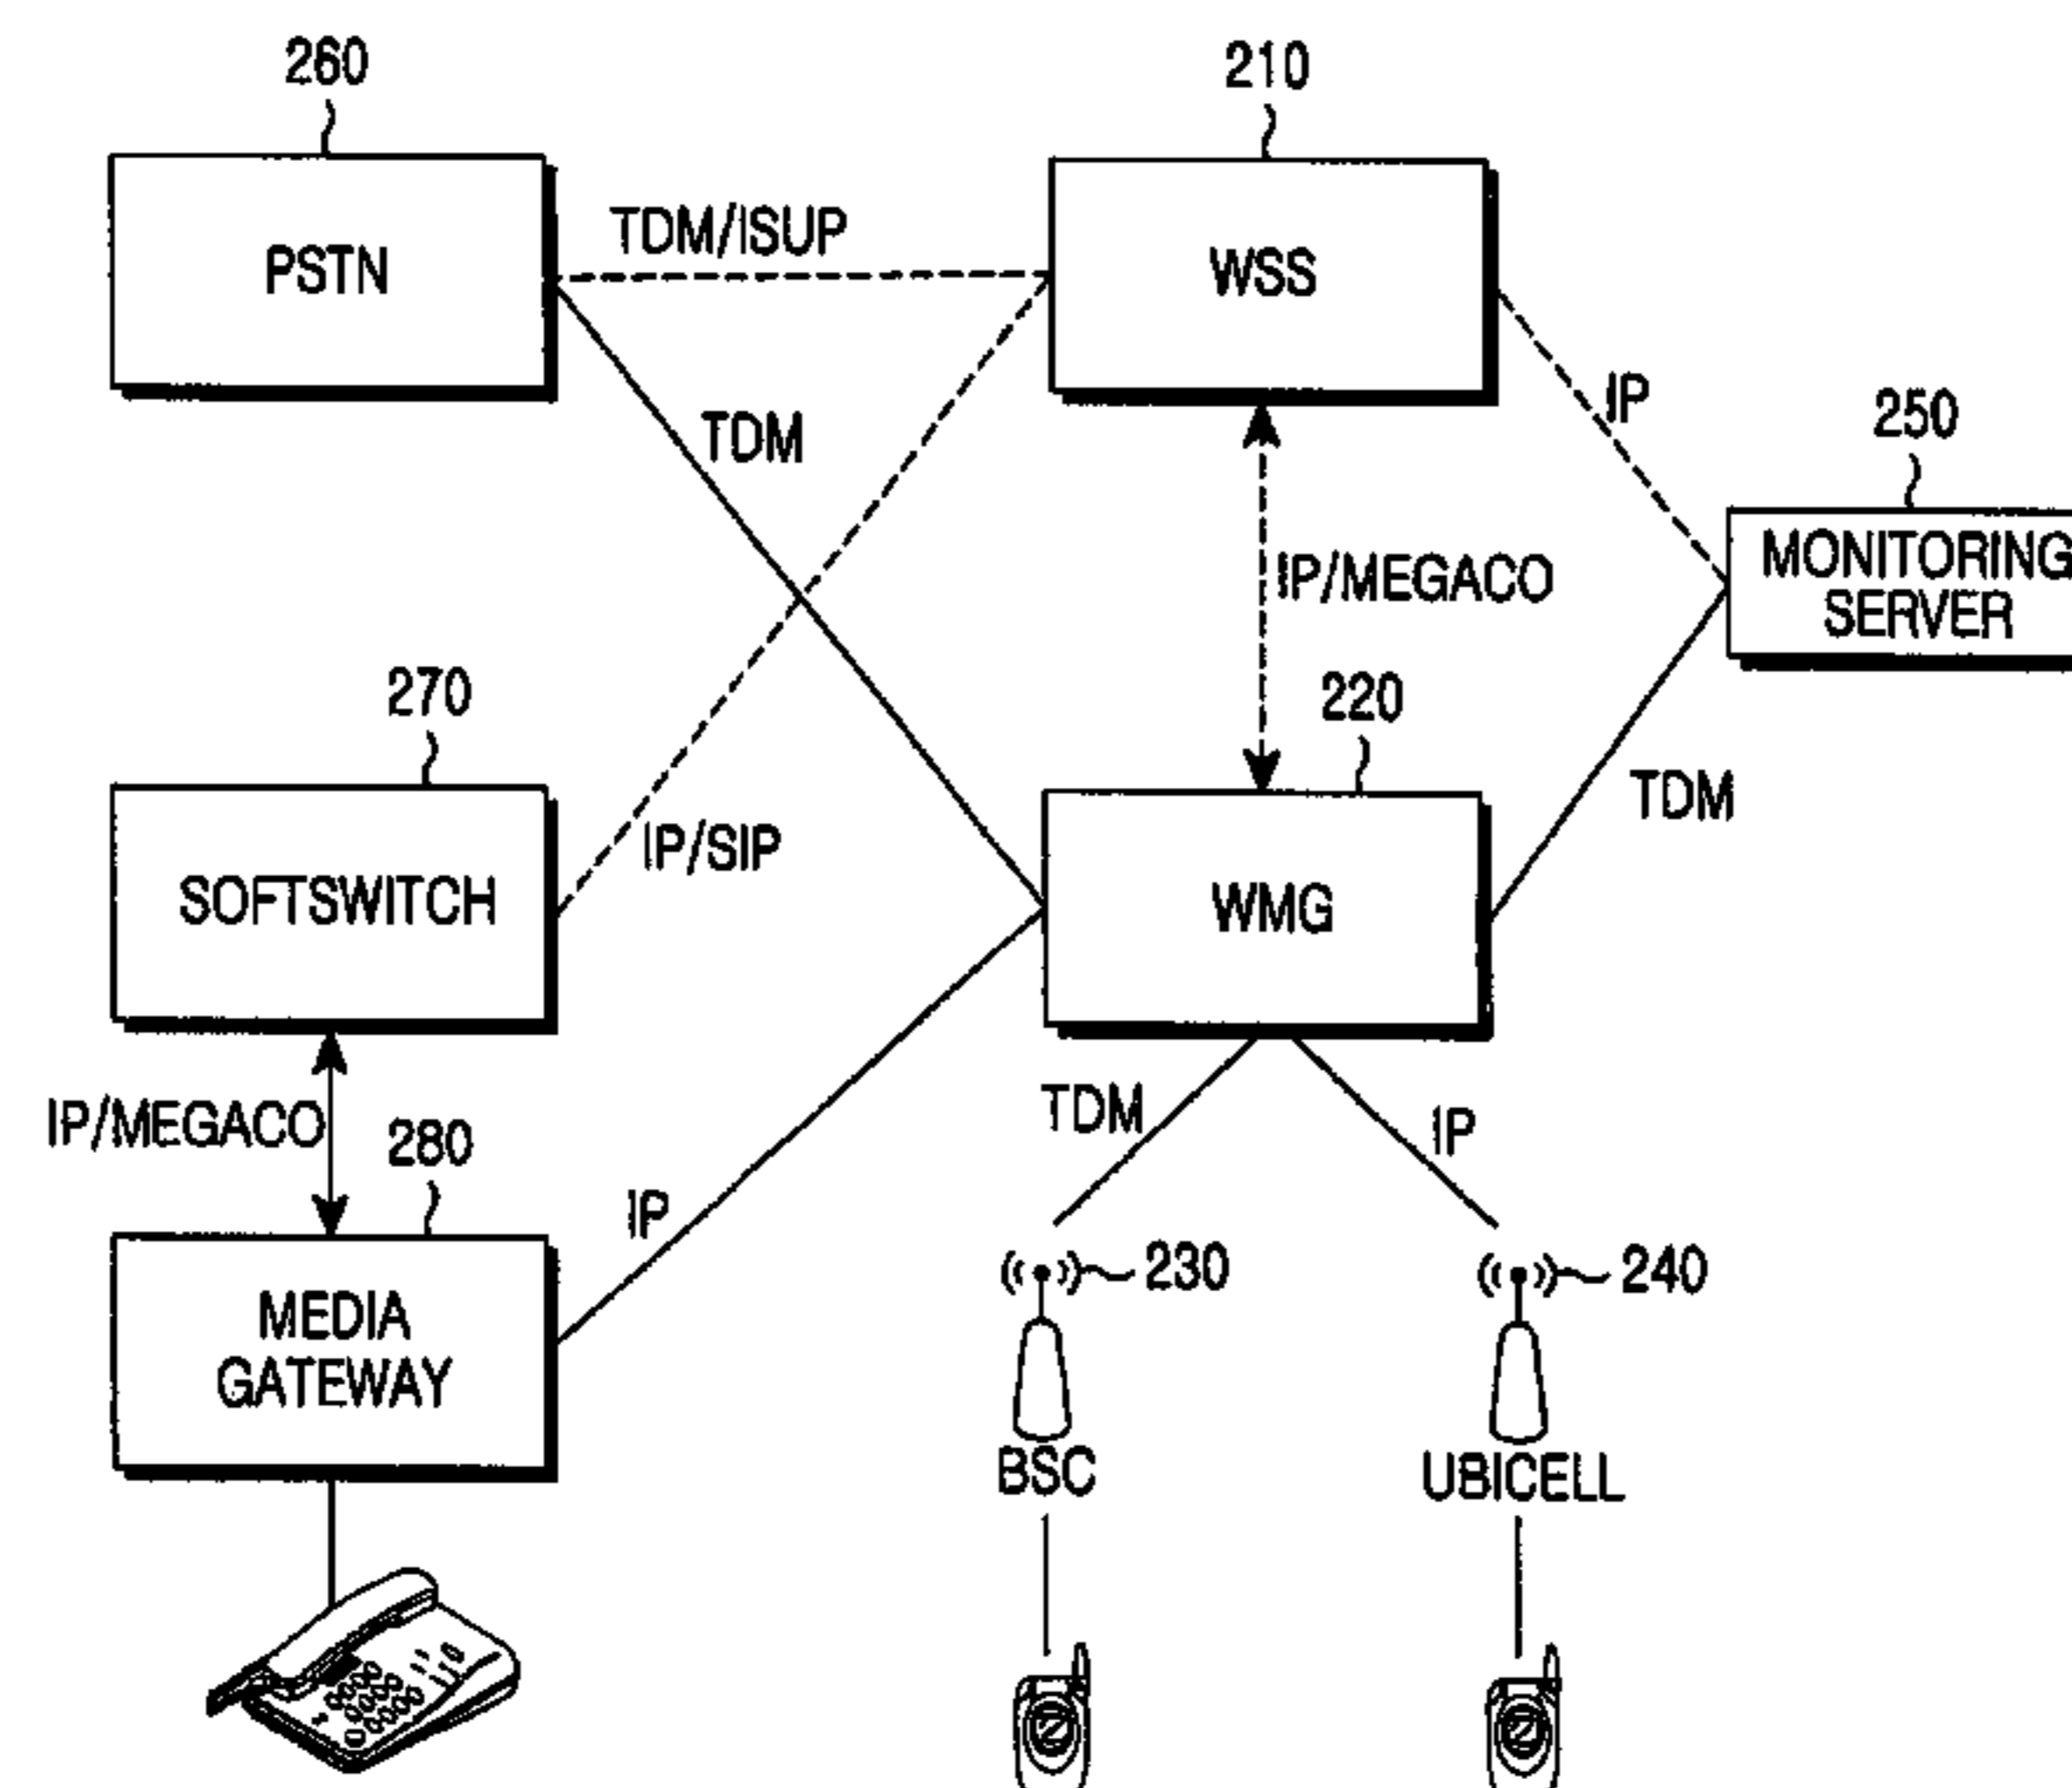 260
210
PSTN
TDM/ISUP
WSS
IP
250
TDM
MONITORING
SERVER
IP/MEGACO
270
220
SOFTSWITCH
IP/SIP
WMG
TDM
IP/MEGACO
280
TDM
IP
IP
MEDIA
GATEWAY
230
240
BSC
UBICELL